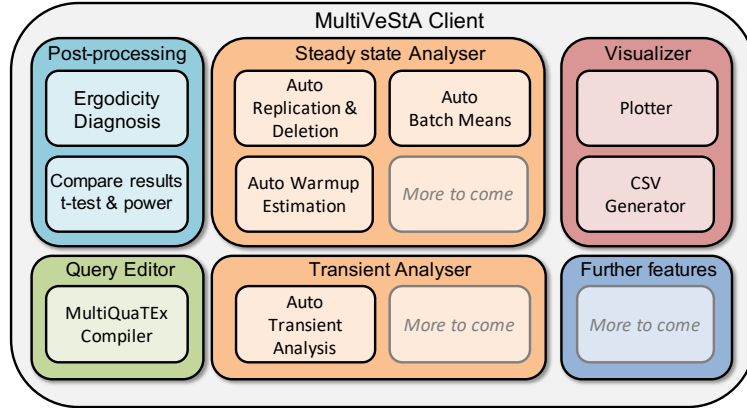 MultiVeStA Client
Post-processing
Ergodicity
Diagnosis
Compare results
t-test & power
Steady state Analyser
Auto
Replication &
Deletion
Auto
Batch Means
Auto Warmup
Estimation
More to come
Visualizer
Plotter
CSV
Generator
Query Editor
MultiQuaTEx
Compiler
Transient Analyser
Auto
Transient
Analysis
More to come
Further features
More to come